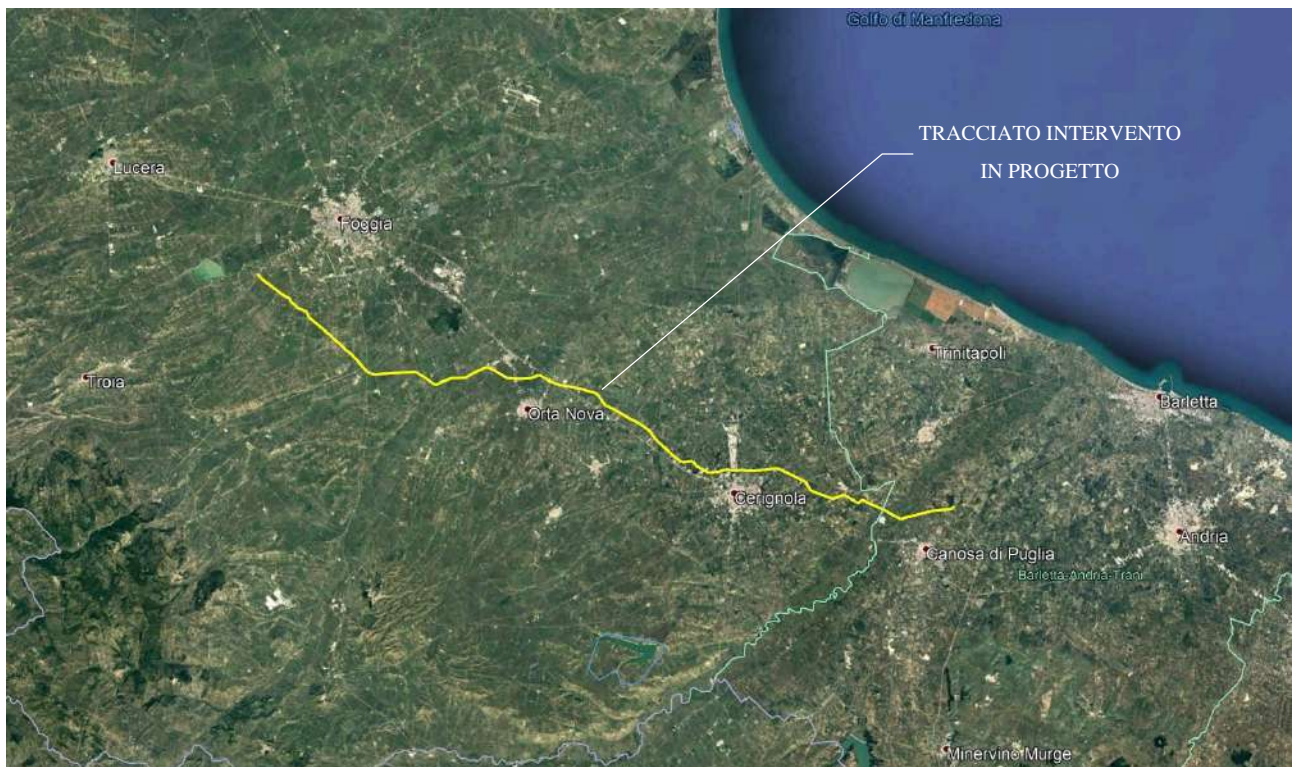 Golfo di Manfredonia
TRACCIATO INTERVENTO
IN PROGETTO
Lucera
Foggia
Trinitapoli
Troia
Barletta
Orta Nova
Cerignola
Andria
Canosa di Puglia
Barletta-Andria-Trani
Minervino Murge